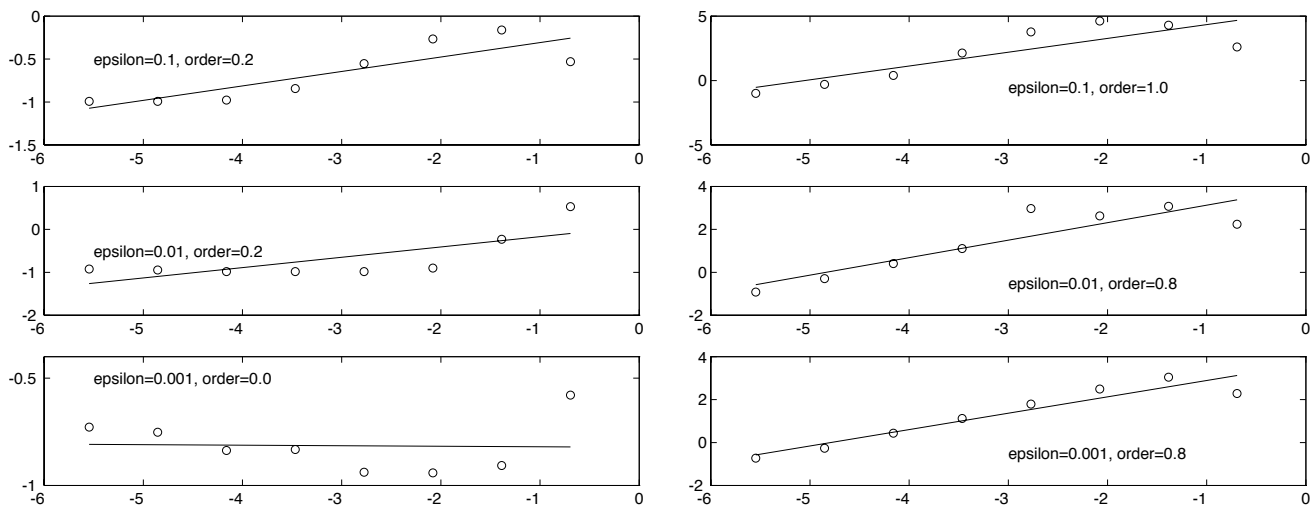 0
-0.5
-1
-1.5
epsilon=0.1, order=0.2
-6 -5 -4 -3 -2 -1 0
5
0
5
epsilon=0.1, order=1.0
-6 -5 -4 -3 -2 -1 0
1
0
-1
-2
epsilon=0.01, order=0.2
-6 -5 -4 -3 -2 -1 0
4
2
0
-2
epsilon=0.01, order=0.8
-6 -5 -4 -3 -2 -1 0
-0.5
-1
epsilon=0.001, order=0.0
-6 -5 -4 -3 -2 -1 0
4
2
0
-2
epsilon=0.001, order=0.8
-6 -5 -4 -3 -2 -1 0